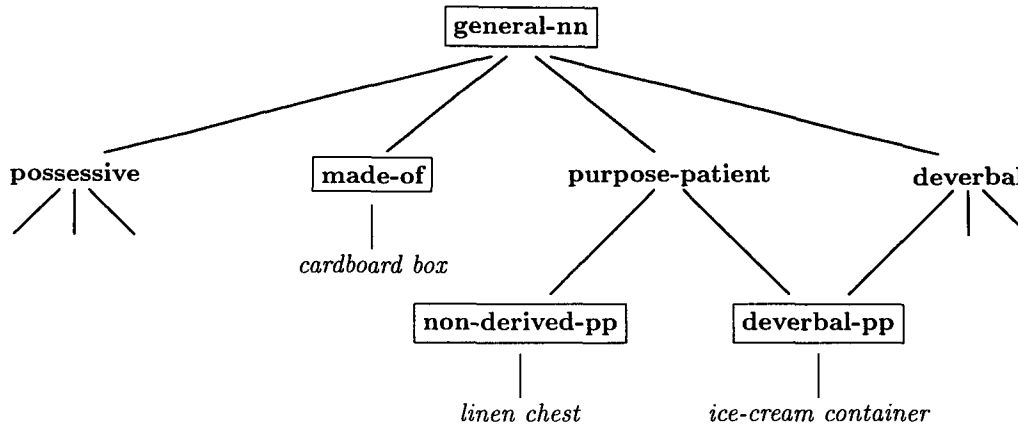 general-nn
possessive made-of purpose-patient deverbal
cardboard box
non-derived-pp deverbal-pp
linen chest ice-cream container